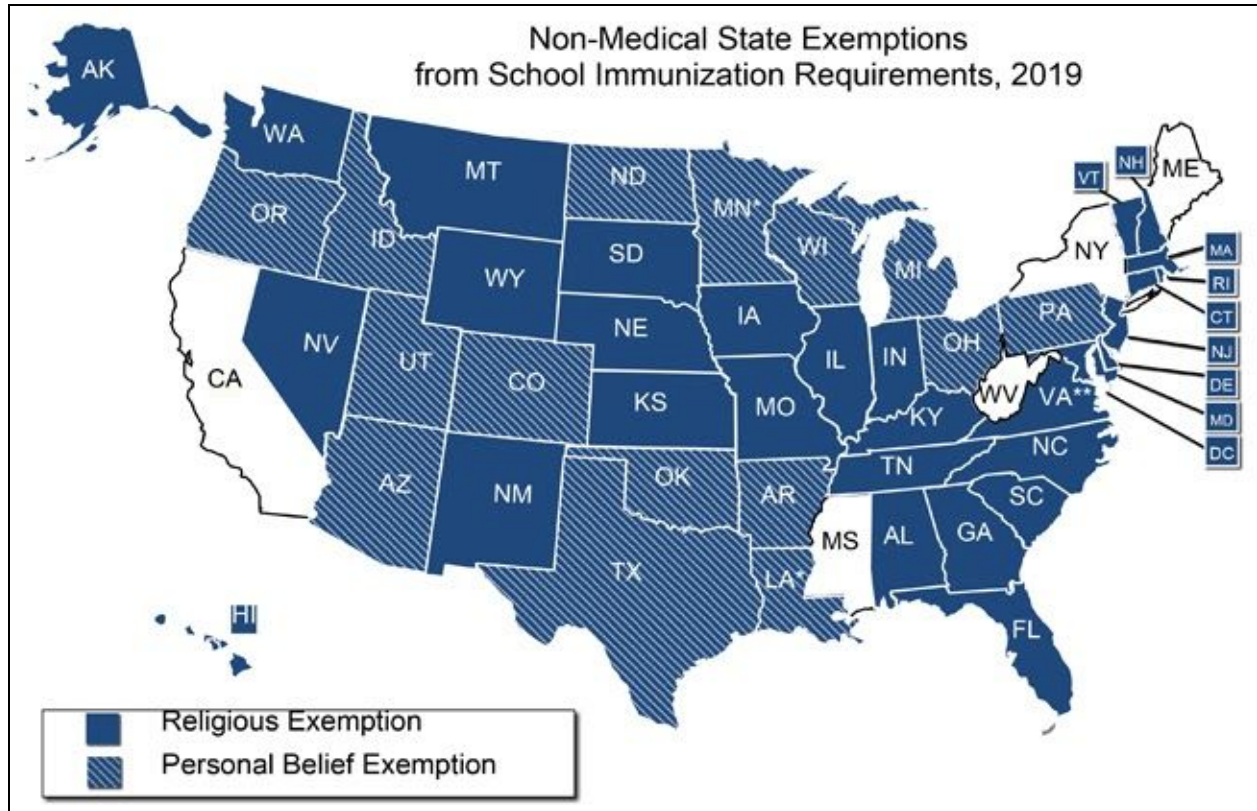 Non-Medical State Exemptions
from School Immunization Requirements, 2019
AK
WA
MT
ND
MN*
VT
NH
ME
OR
ID
WY
SD
WI
MI
NY
MA
RI
CT
NJ
DE
MD
DC
NV
UT
CO
NE
IA
IL
IN
OH
PA
WV
VA**
CA
KS
MO
KY
NC
TN
SC
AZ
NM
OK
AR
MS
AL
GA
TX
LA*
FL
HI
Religious Exemption
Personal Belief Exemption